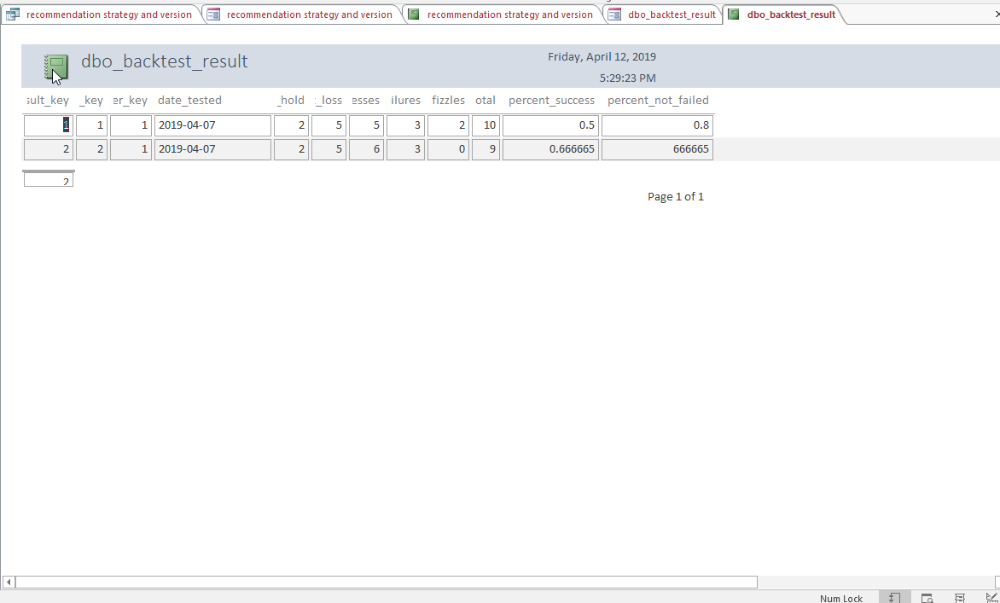 recommendation strategy and version recommendation strategy and version recommendation strategy and version dbo_backtest_result dbo_backtest_result
dbo_backtest_result
Friday, April 12, 2019
5:29:23 PM
sult_key _key er_key date_tested _hold _loss esses ilures fizzles otal percent_success percent_not_failed
1 1 1 2019-04-07 2 5 5 3 2 10 0.5 0.8
2 2 1 2019-04-07 2 5 6 3 0 9 0.666665 666665
2
Page 1 of 1
Num Lock